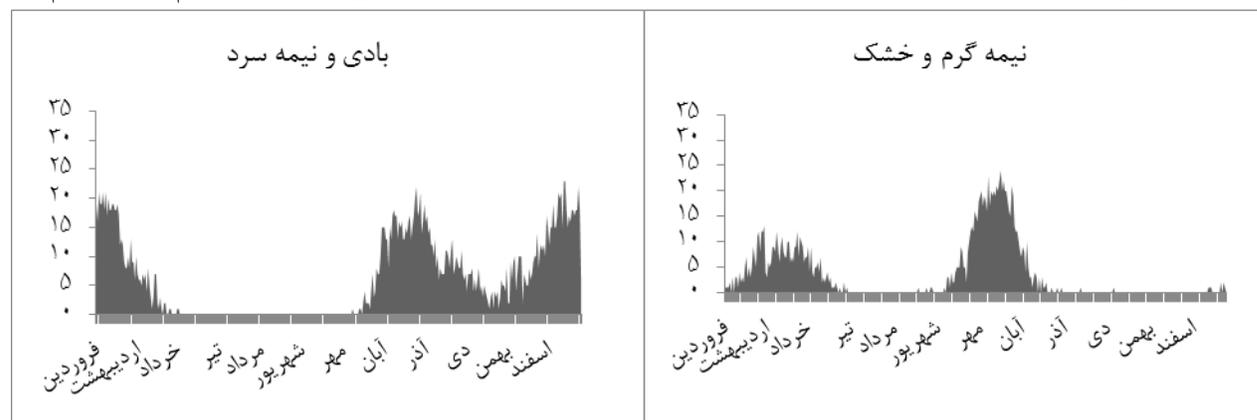 نیمه گرم و خشک
۳۵
۳۰
۲۵
۲۰
۱۵
۱۰
۵
۰
فروردین
اردیبهشت
خرداد
تیر
مرداد
شهریور
مهر
آبان
آذر
دی
بهمن
اسفند
بادی و نیمه سرد
۳۵
۳۰
۲۵
۲۰
۱۵
۱۰
۵
۰
فروردین
اردیبهشت
خرداد
تیر
مرداد
شهریور
مهر
آبان
آذر
دی
بهمن
اسفند